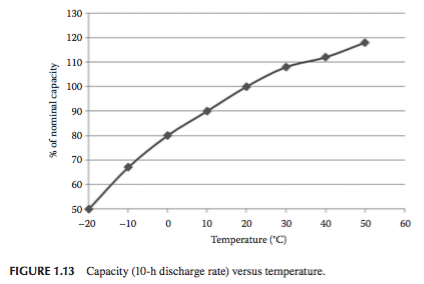 130
120
110
100
90
80
70
60
50
% of nominal capacity
−20 −10 0 10 20 30 40 50 60
Temperature (°C)
FIGURE 1.13 Capacity (10-h discharge rate) versus temperature.